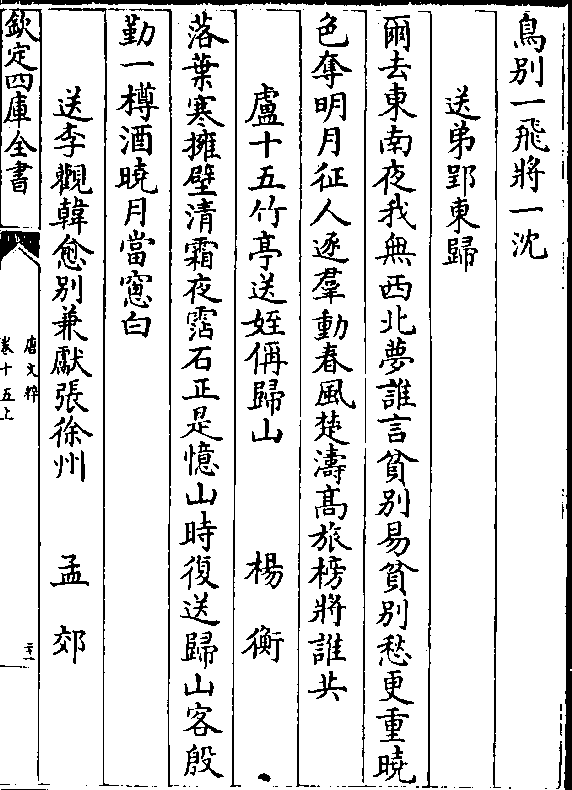 鳥別一飛將一沈
送弟郢東歸
爾去東南夜我無西北夢誰言貧別易貧別愁更重曉
色奪明月征人逐羣動春風楚濤髙旅榜將誰共
盧十五竹亭送姪偁歸山　楊衡
落葉寒擁壁清霜夜霑石正是憶山時復送歸山客殷
勤一樽酒曉月當窓白
送李觀韓愈別兼獻張徐州　孟郊
欽定四庫全書
唐文粹
卷十五上